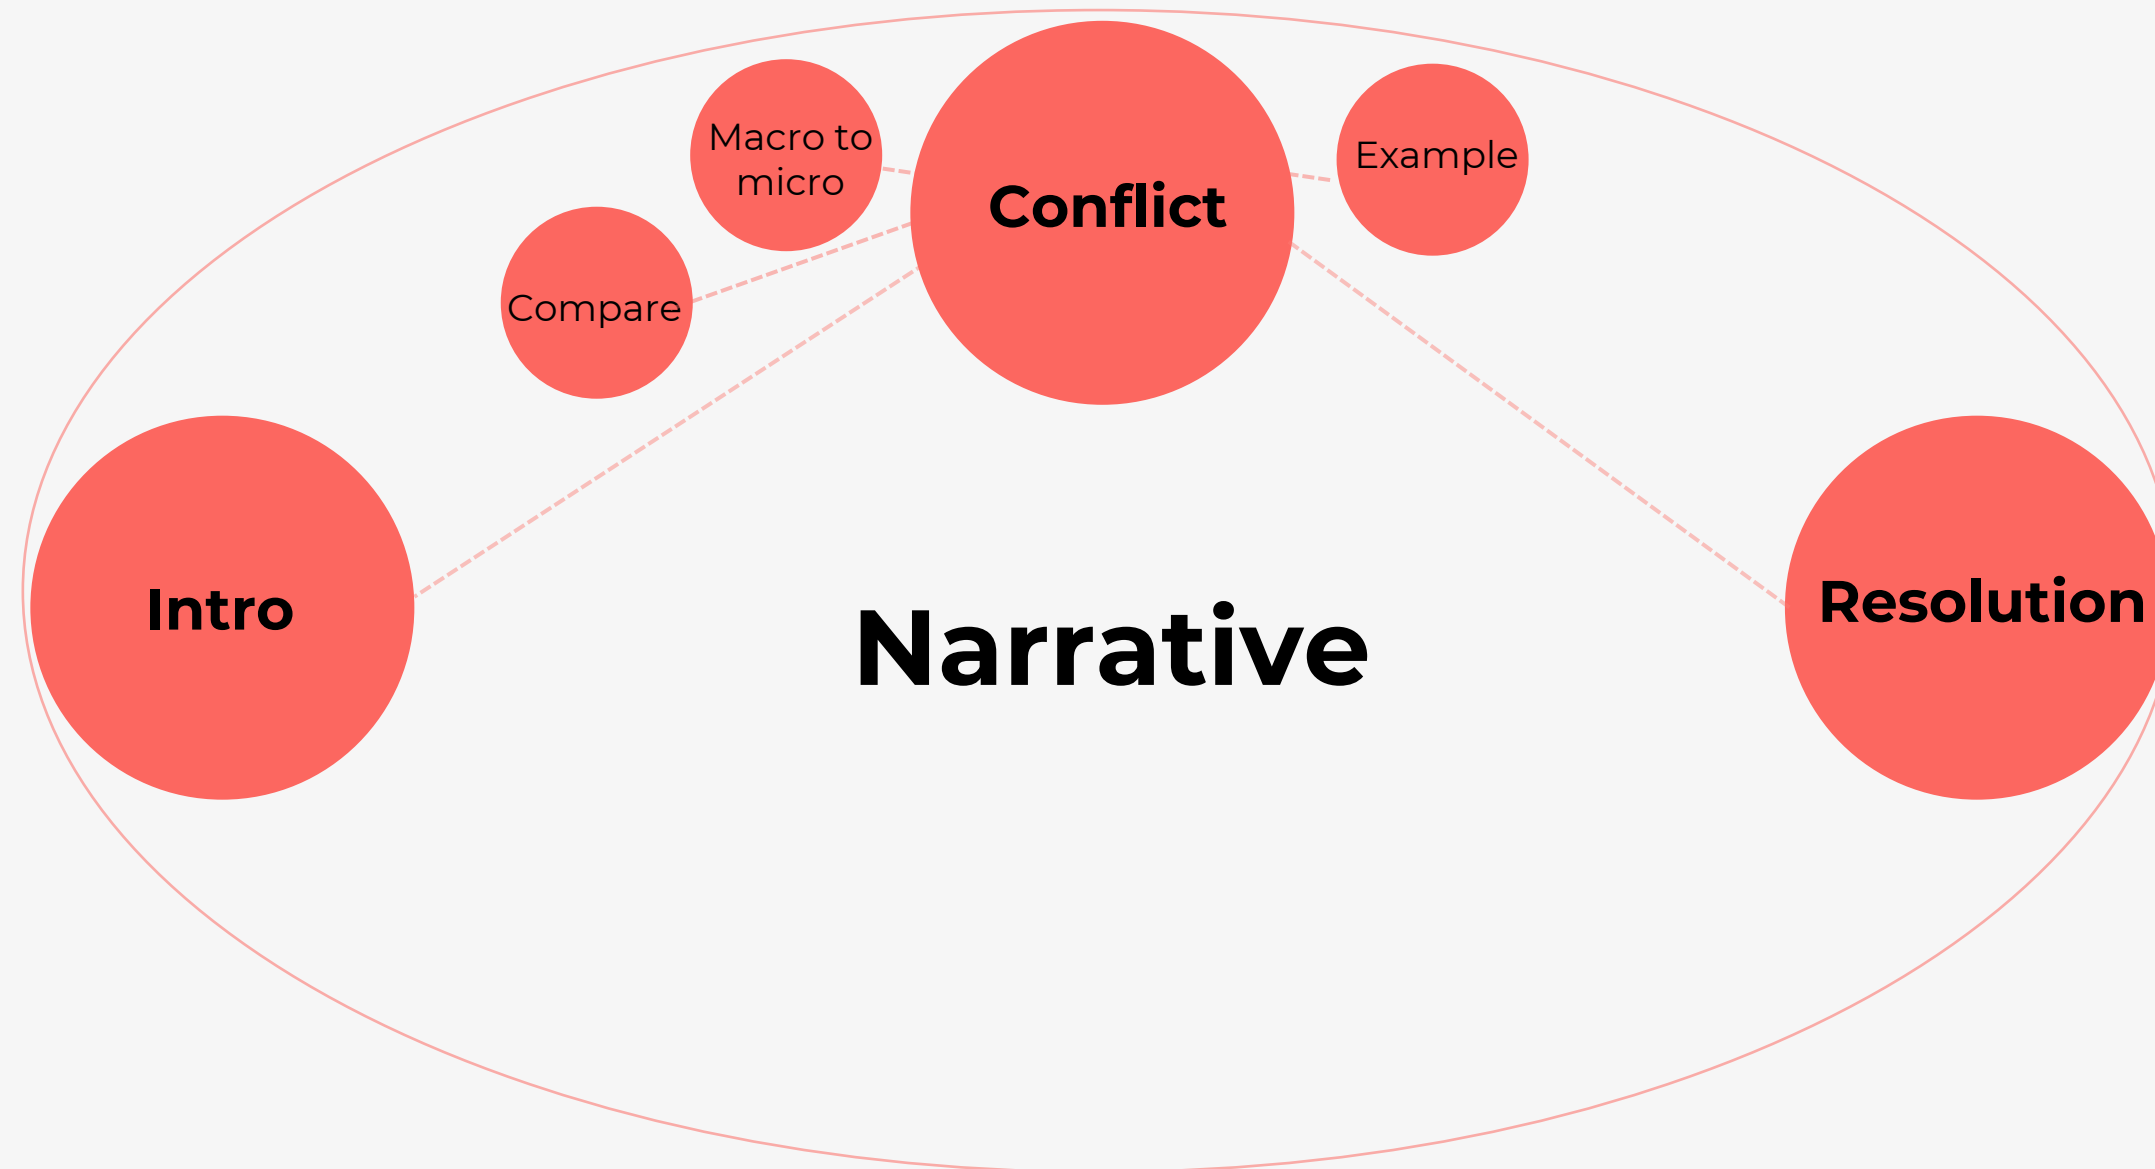 Macro to
micro
Example
Conflict
Compare
Intro
Resolution
Narrative